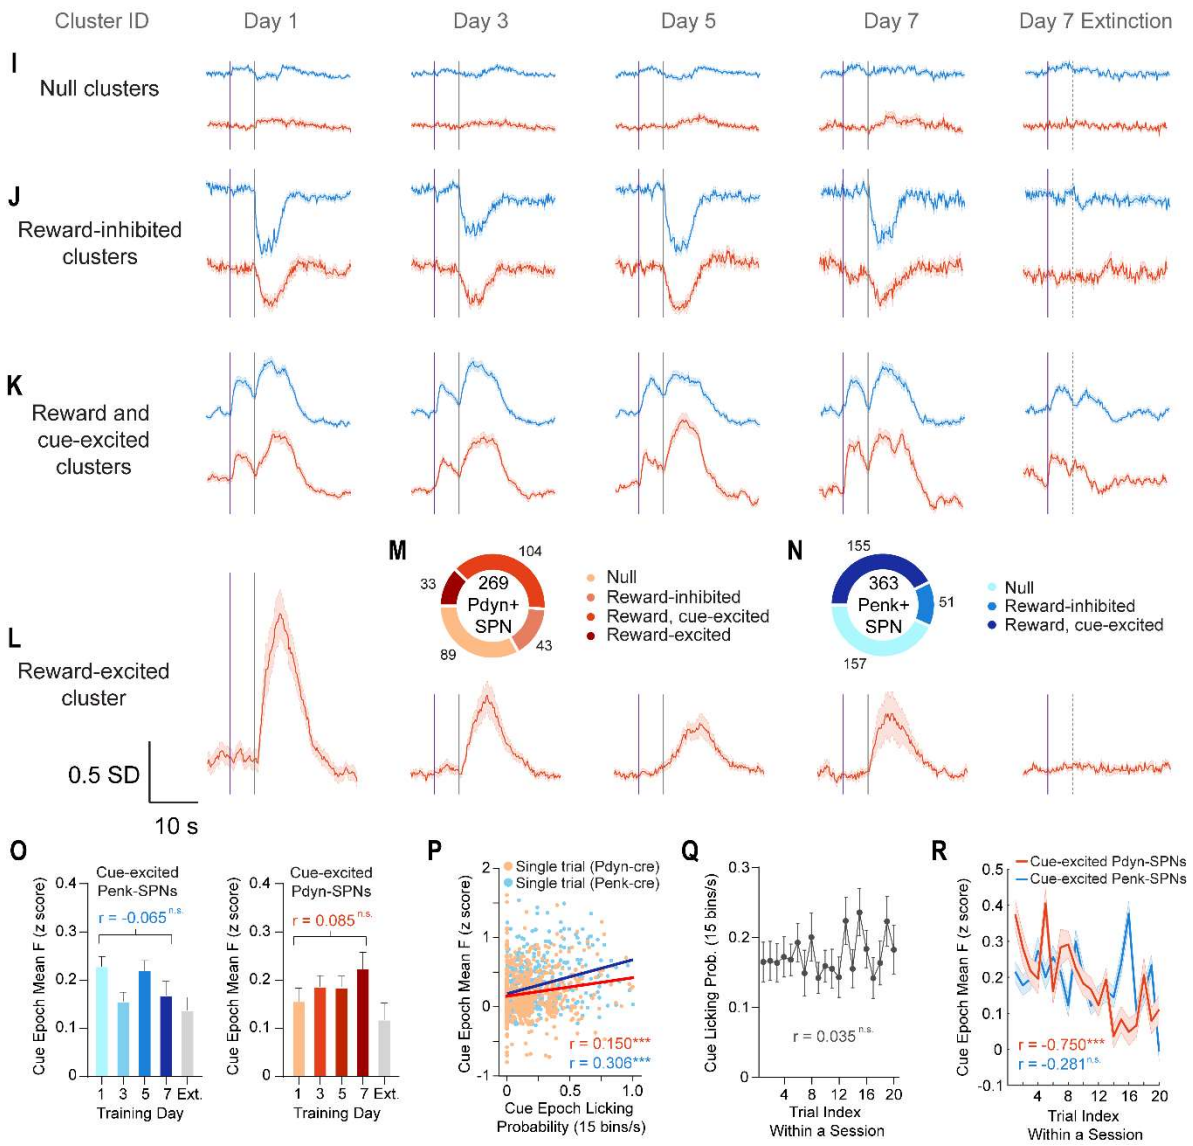 Cluster ID
Day 1
Day 3
Day 5
Day 7
Day 7 Extinction
I
Null clusters
J
Reward-inhibited
clusters
K
Reward and
cue-excited
clusters
L
Reward-excited
cluster
0.5 SD
10 s
M
104
33
269
Pdyn+
SPN
89
43
Null
Reward-inhibited
Reward, cue-excited
Reward-excited
N
155
363
Penk+
SPN
51
157
Null
Reward-inhibited
Reward, cue-excited
O
Cue-excited
Penk-SPNs
r = -0.065 n.s.
Cue Epoch Mean F (z score)
0.4
0.3
0.2
0.1
0
1 3 5 7 Ext.
Training Day
Cue-excited
Pdyn-SPNs
r = 0.085 n.s.
Cue Epoch Mean F (z score)
0.4
0.3
0.2
0.1
0
1 3 5 7 Ext.
Training Day
P
Single trial (Pdyn-cre)
Single trial (Penk-cre)
Cue Epoch Mean F (z score)
2
1
0
-1
r = 0.150***
r = 0.306***
0 0.5 1.0
Cue Epoch Licking
Probability (15 bins/s)
Q
Cue Licking Prob. (15 bins/s)
0.3
0.2
0.1
0
r = 0.035 n.s.
4 8 12 16 20
Trial Index
Within a Session
R
Cue-excited Pdyn-SPNs
Cue-excited Penk-SPNs
Cue Epoch Mean F (z score)
0.5
0.4
0.3
0.2
0.1
0
-0.1
r = -0.750***
r = -0.281 n.s.
4 8 12 16 20
Trial Index
Within a Session